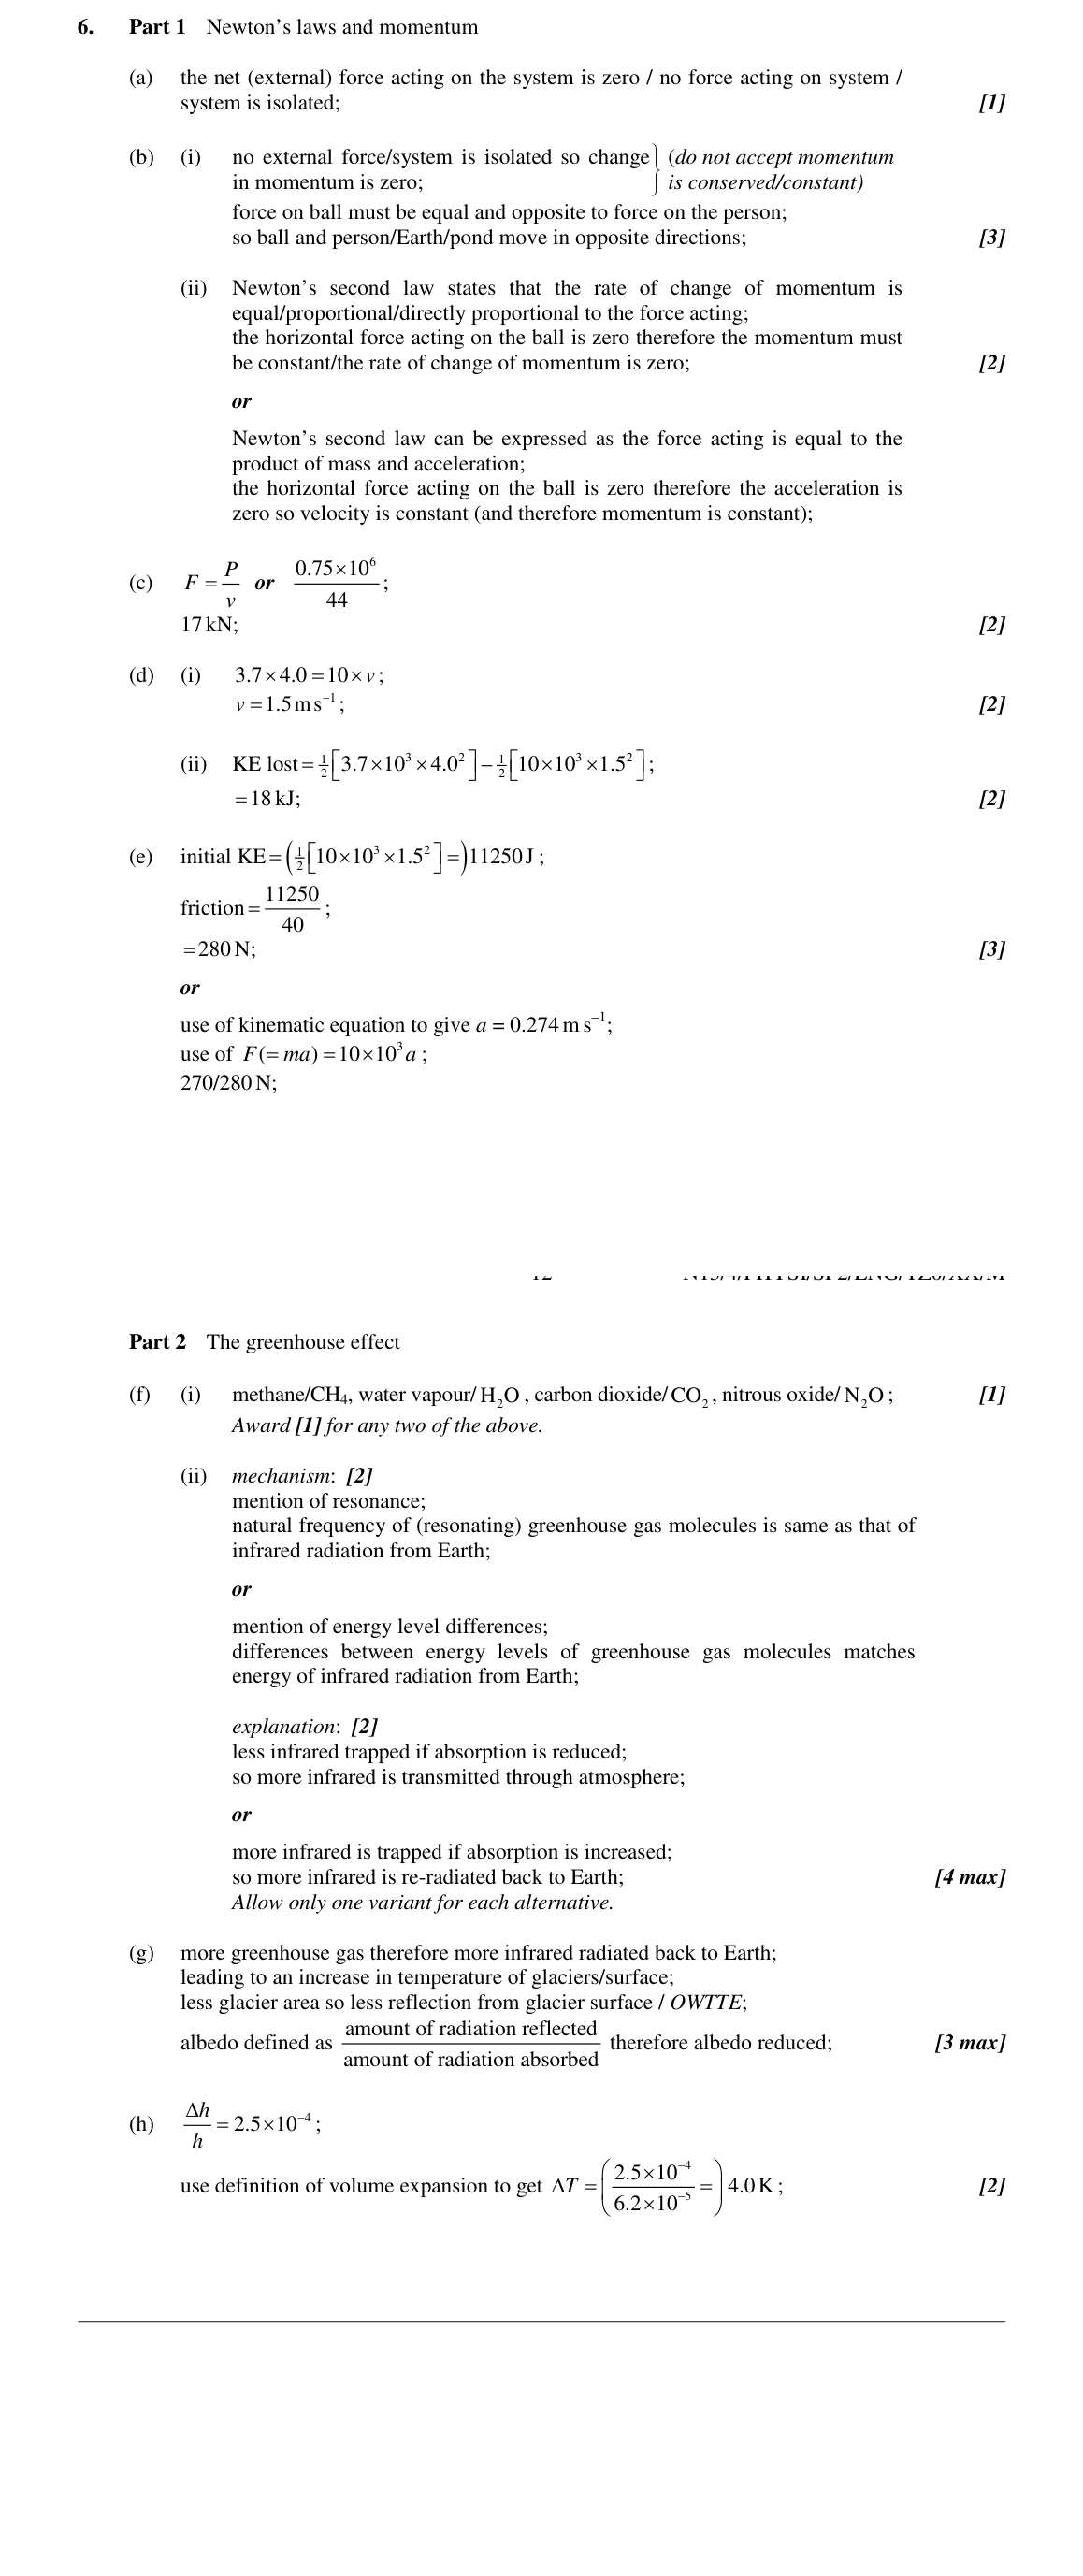 6. Part 1 Newton's laws and momentum
(a) the net (external) force acting on the system is zero / no force acting on system /
system is isolated; [1]
(b) (i) no external force/system is isolated so change } (do not accept momentum
in momentum is zero; is conserved/constant)
force on ball must be equal and opposite to force on the person;
so ball and person/Earth/pond move in opposite directions; [3]
(ii) Newton's second law states that the rate of change of momentum is
equal/proportional/directly proportional to the force acting;
the horizontal force acting on the ball is zero therefore the momentum must
be constant/the rate of change of momentum is zero; [2]
or
Newton's second law can be expressed as the force acting is equal to the
product of mass and acceleration;
the horizontal force acting on the ball is zero therefore the acceleration is
zero so velocity is constant (and therefore momentum is constant);
(c) F = P/v or 0.75×10⁶/44 ;
17 kN; [2]
(d) (i) 3.7×4.0 = 10×v ;
v = 1.5 m s⁻¹ ; [2]
(ii) KE lost = ½[3.7×10³×4.0²] − ½[10×10³×1.5²] ;
= 18 kJ; [2]
(e) initial KE = (½[10×10³×1.5²] =) 11250 J ;
friction = 11250/40 ;
= 280 N; [3]
or
use of kinematic equation to give a = 0.274 m s⁻¹;
use of F(= ma) = 10×10³a ;
270/280 N;
Part 2 The greenhouse effect
(f) (i) methane/CH₄, water vapour/H₂O , carbon dioxide/CO₂ , nitrous oxide/N₂O ; [1]
Award [1] for any two of the above.
(ii) mechanism: [2]
mention of resonance;
natural frequency of (resonating) greenhouse gas molecules is same as that of
infrared radiation from Earth;
or
mention of energy level differences;
differences between energy levels of greenhouse gas molecules matches
energy of infrared radiation from Earth;
explanation: [2]
less infrared trapped if absorption is reduced;
so more infrared is transmitted through atmosphere;
or
more infrared is trapped if absorption is increased;
so more infrared is re-radiated back to Earth; [4 max]
Allow only one variant for each alternative.
(g) more greenhouse gas therefore more infrared radiated back to Earth;
leading to an increase in temperature of glaciers/surface;
less glacier area so less reflection from glacier surface / OWTTE;
albedo defined as amount of radiation reflected/amount of radiation absorbed therefore albedo reduced; [3 max]
(h) Δh/h = 2.5×10⁻⁴ ;
use definition of volume expansion to get ΔT = (2.5×10⁻⁴/6.2×10⁻⁵ =) 4.0 K ; [2]